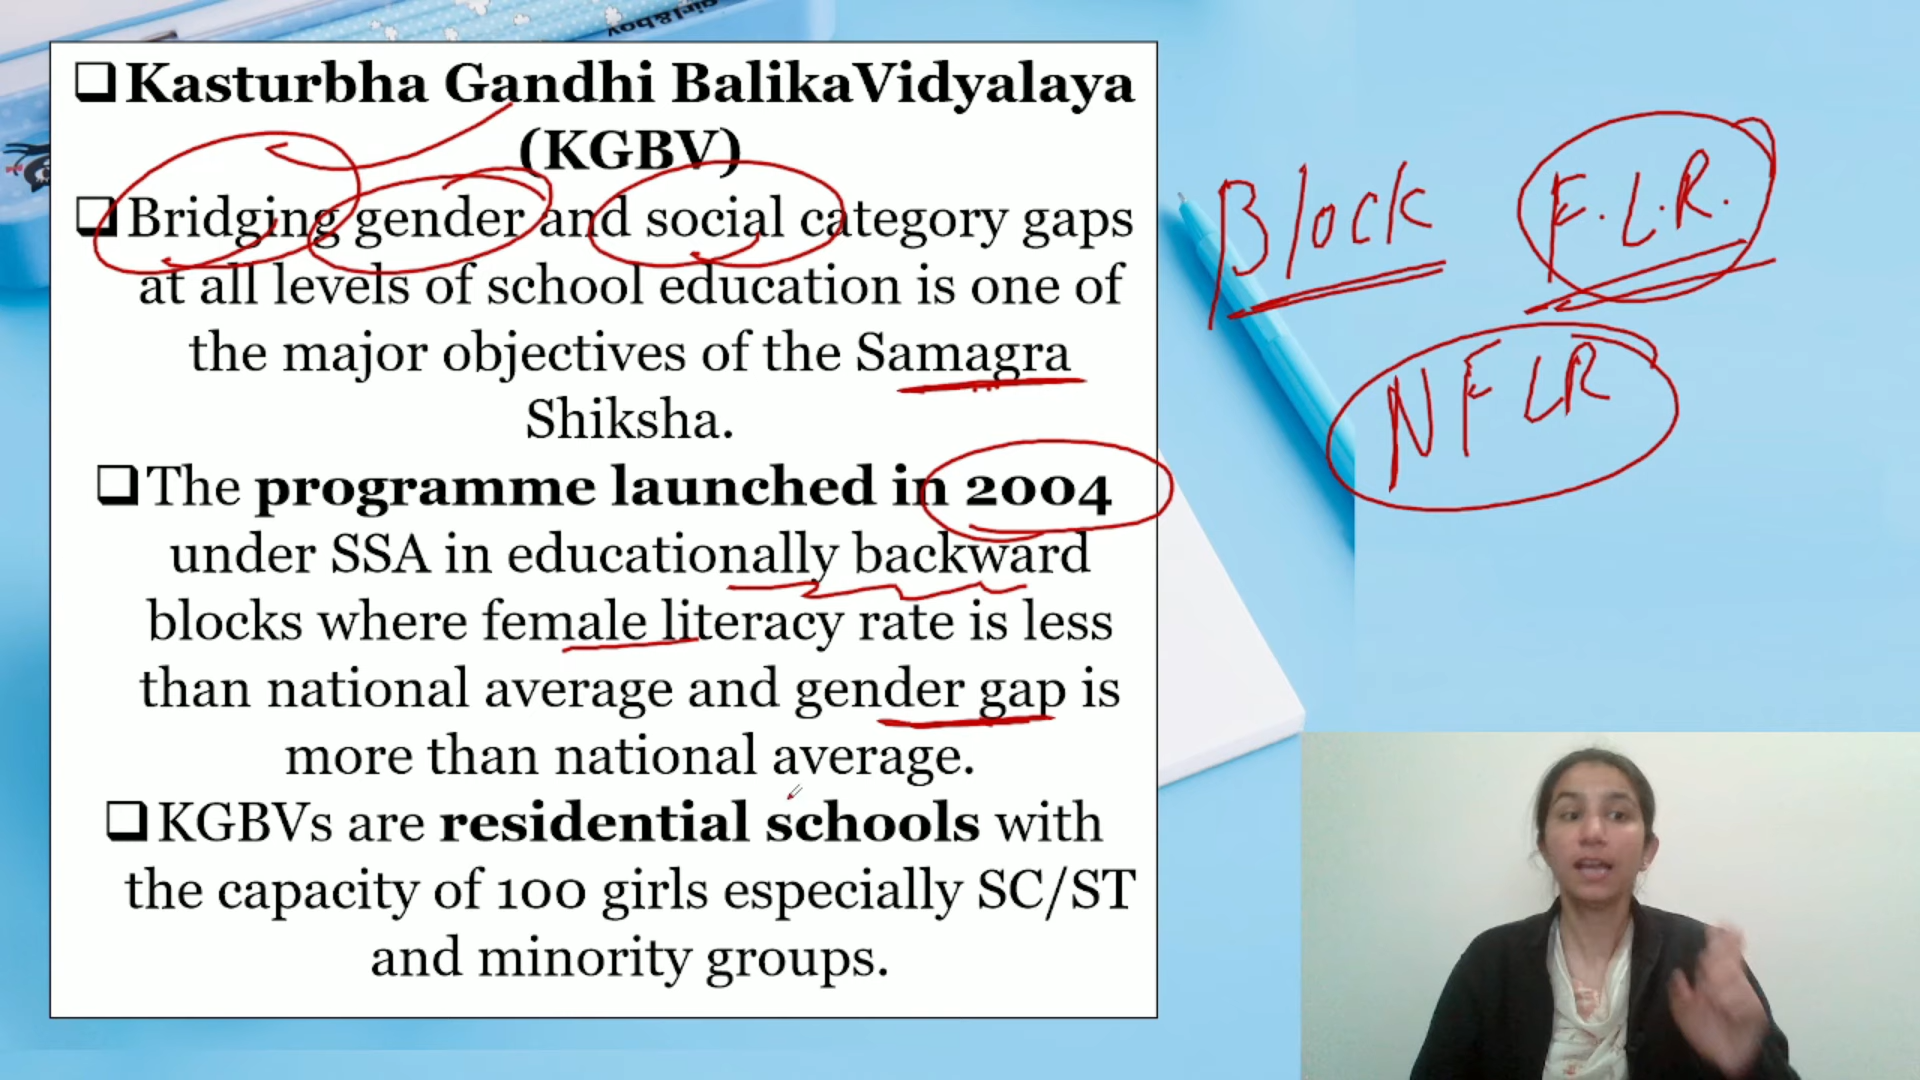 girl&boy
❑Kasturbha Gandhi BalikaVidyalaya
(KGBV)
❑Bridging gender and social category gaps
at all levels of school education is one of
the major objectives of the Samagra
Shiksha.
❑The programme launched in 2004
under SSA in educationally backward
blocks where female literacy rate is less
than national average and gender gap is
more than national average.
❑KGBVs are residential schools with
the capacity of 100 girls especially SC/ST
and minority groups.
Block F.L.R.
NFLR